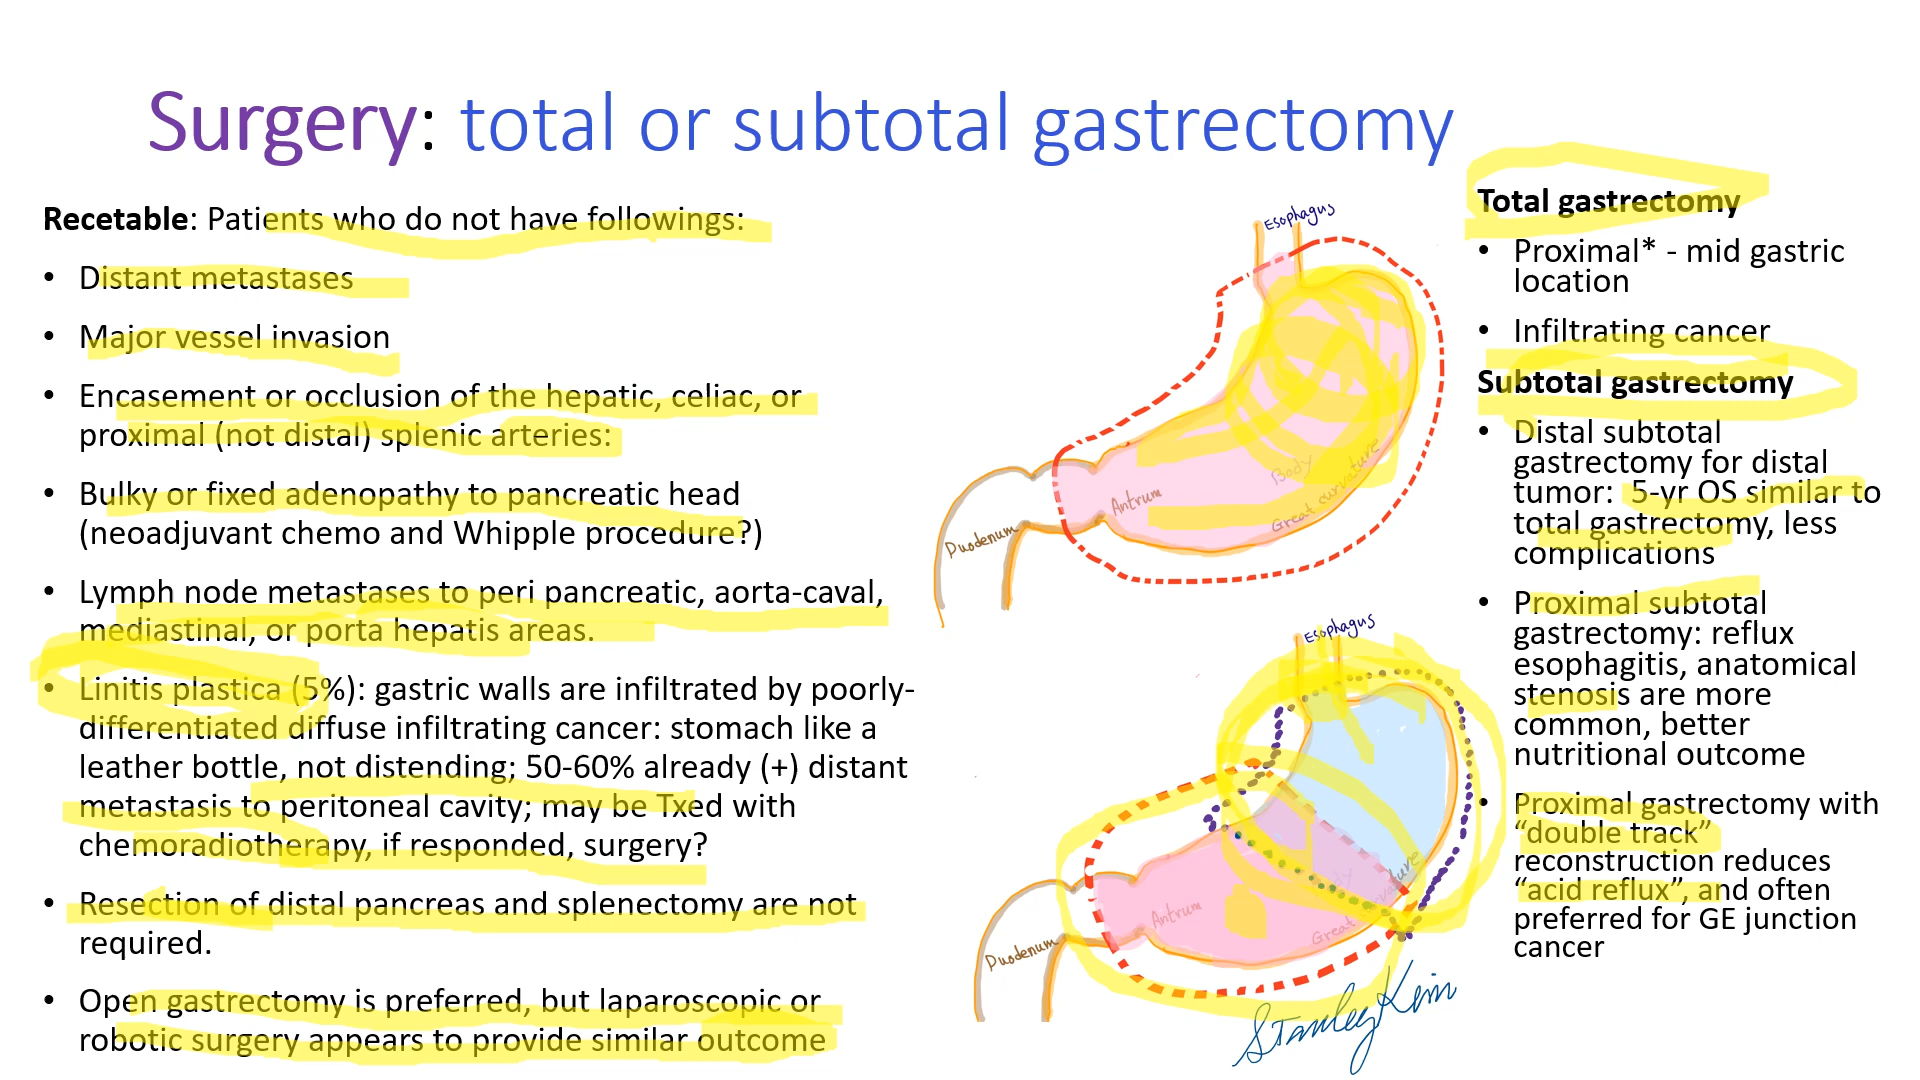 Surgery: total or subtotal gastrectomy
Recetable: Patients who do not have followings:
• Distant metastases
• Major vessel invasion
• Encasement or occlusion of the hepatic, celiac, or
proximal (not distal) splenic arteries:
• Bulky or fixed adenopathy to pancreatic head
(neoadjuvant chemo and Whipple procedure?)
• Lymph node metastases to peri pancreatic, aorta-caval,
mediastinal, or porta hepatis areas.
• Linitis plastica (5%): gastric walls are infiltrated by poorly-
differentiated diffuse infiltrating cancer: stomach like a
leather bottle, not distending; 50-60% already (+) distant
metastasis to peritoneal cavity; may be Txed with
chemoradiotherapy, if responded, surgery?
• Resection of distal pancreas and splenectomy are not
required.
• Open gastrectomy is preferred, but laparoscopic or
robotic surgery appears to provide similar outcome
Esophagus
Body
Great curvature
Antrum
Duodenum
Esophagus
Body
Great curvature
Antrum
Duodenum
Stanley Kim
Total gastrectomy
• Proximal* - mid gastric
location
• Infiltrating cancer
Subtotal gastrectomy
• Distal subtotal
gastrectomy for distal
tumor: 5-yr OS similar to
total gastrectomy, less
complications
• Proximal subtotal
gastrectomy: reflux
esophagitis, anatomical
stenosis are more
common, better
nutritional outcome
• Proximal gastrectomy with
“double track”
reconstruction reduces
“acid reflux”, and often
preferred for GE junction
cancer